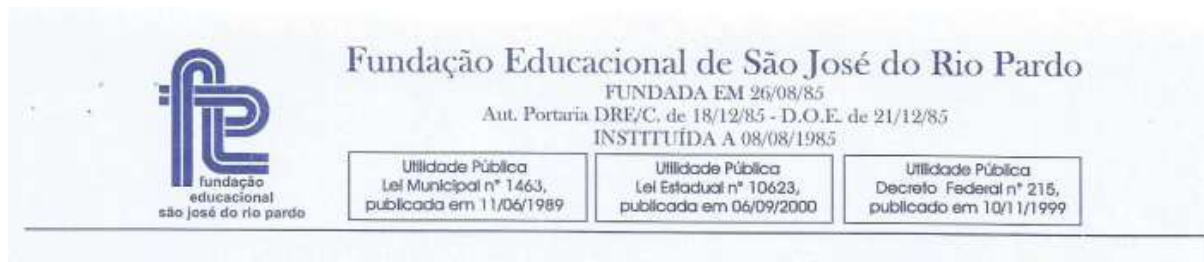 Fundação Educacional de São José do Rio Pardo
FUNDADA EM 26/08/85
Aut. Portaria DRE/C. de 18/12/85 - D.O.E. de 21/12/85
INSTITUÍDA A 08/08/1985
fundação
educacional
são josé do rio pardo
Utilidade Pública
Lei Municipal n° 1463,
publicada em 11/06/1989
Utilidade Pública
Lei Estadual n° 10623,
publicada em 06/09/2000
Utilidade Pública
Decreto Federal n° 215,
publicado em 10/11/1999